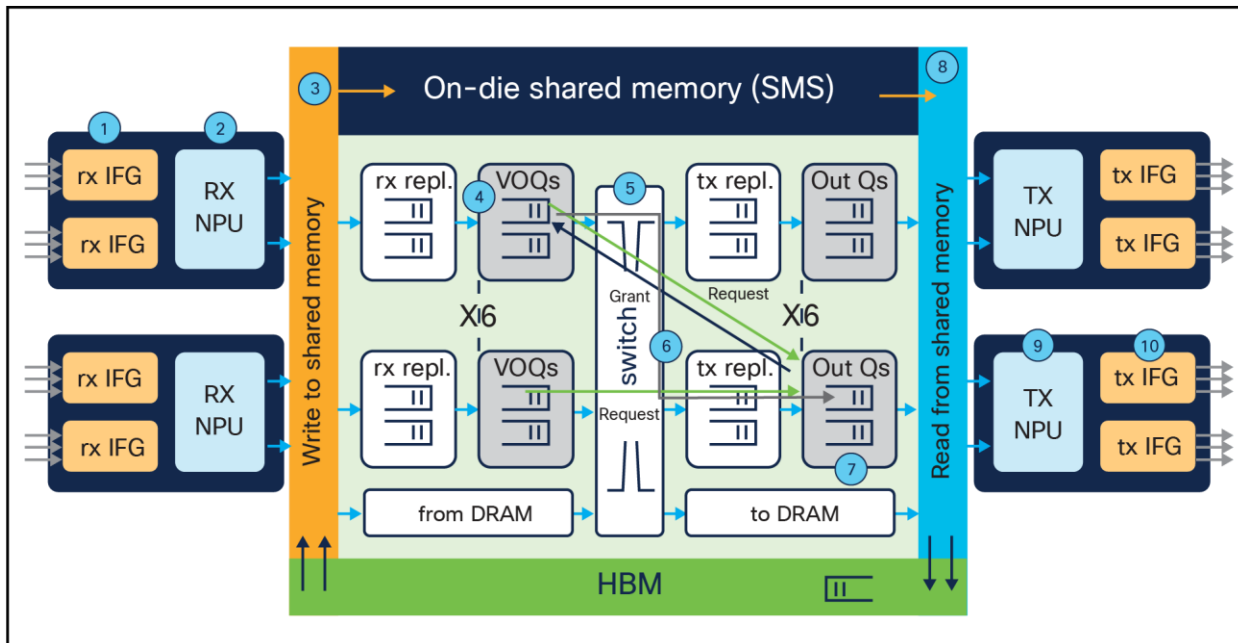 On-die shared memory (SMS)
1
2
3
8
rx IFG
rx IFG
RX
NPU
Write to shared memory
rx repl.
4
VOQs
5
tx repl.
Out Qs
Read from shared memory
TX
NPU
tx IFG
tx IFG
X6
Grant
Request
X6
switch
6
rx IFG
rx IFG
RX
NPU
rx repl.
VOQs
Request
tx repl.
Out Qs
7
9
10
TX
NPU
tx IFG
tx IFG
from DRAM
to DRAM
HBM